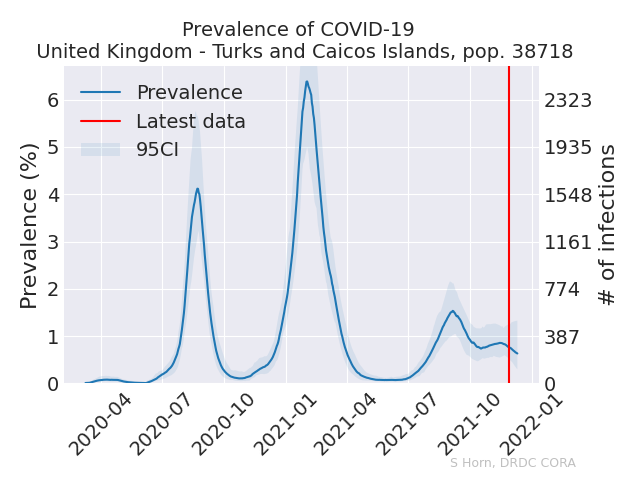 Prevalence of COVID-19
United Kingdom - Turks and Caicos Islands, pop. 38718
Prevalence
Latest data
95CI
Prevalence (%)
6
5
4
3
2
1
0
# of infections
2323
1935
1548
1161
774
387
0
2020-04
2020-07
2020-10
2021-01
2021-04
2021-07
2021-10
2022-01
S Horn, DRDC CORA